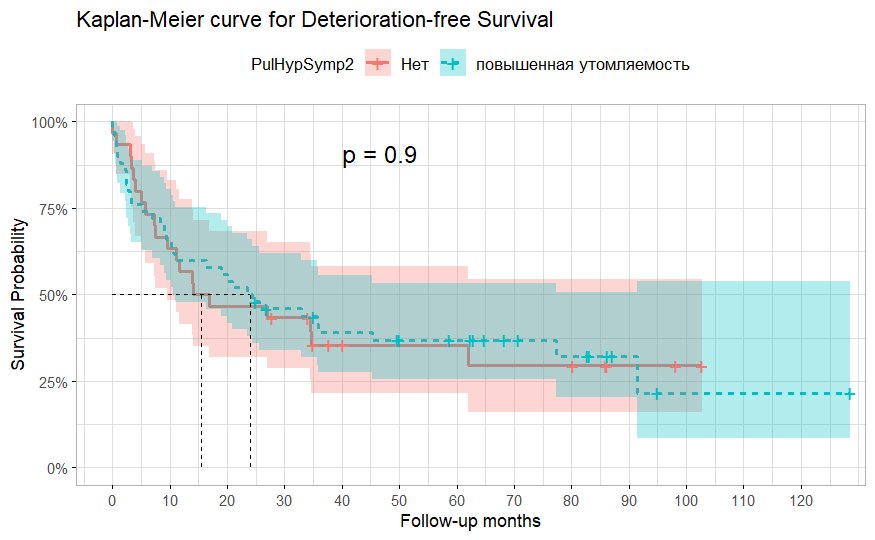 Kaplan-Meier curve for Deterioration-free Survival
PulHypSymp2 Нет повышенная утомляемость
100%
75%
50%
25%
0%
Survival Probability
p = 0.9
0 10 20 30 40 50 60 70 80 90 100 110 120
Follow-up months